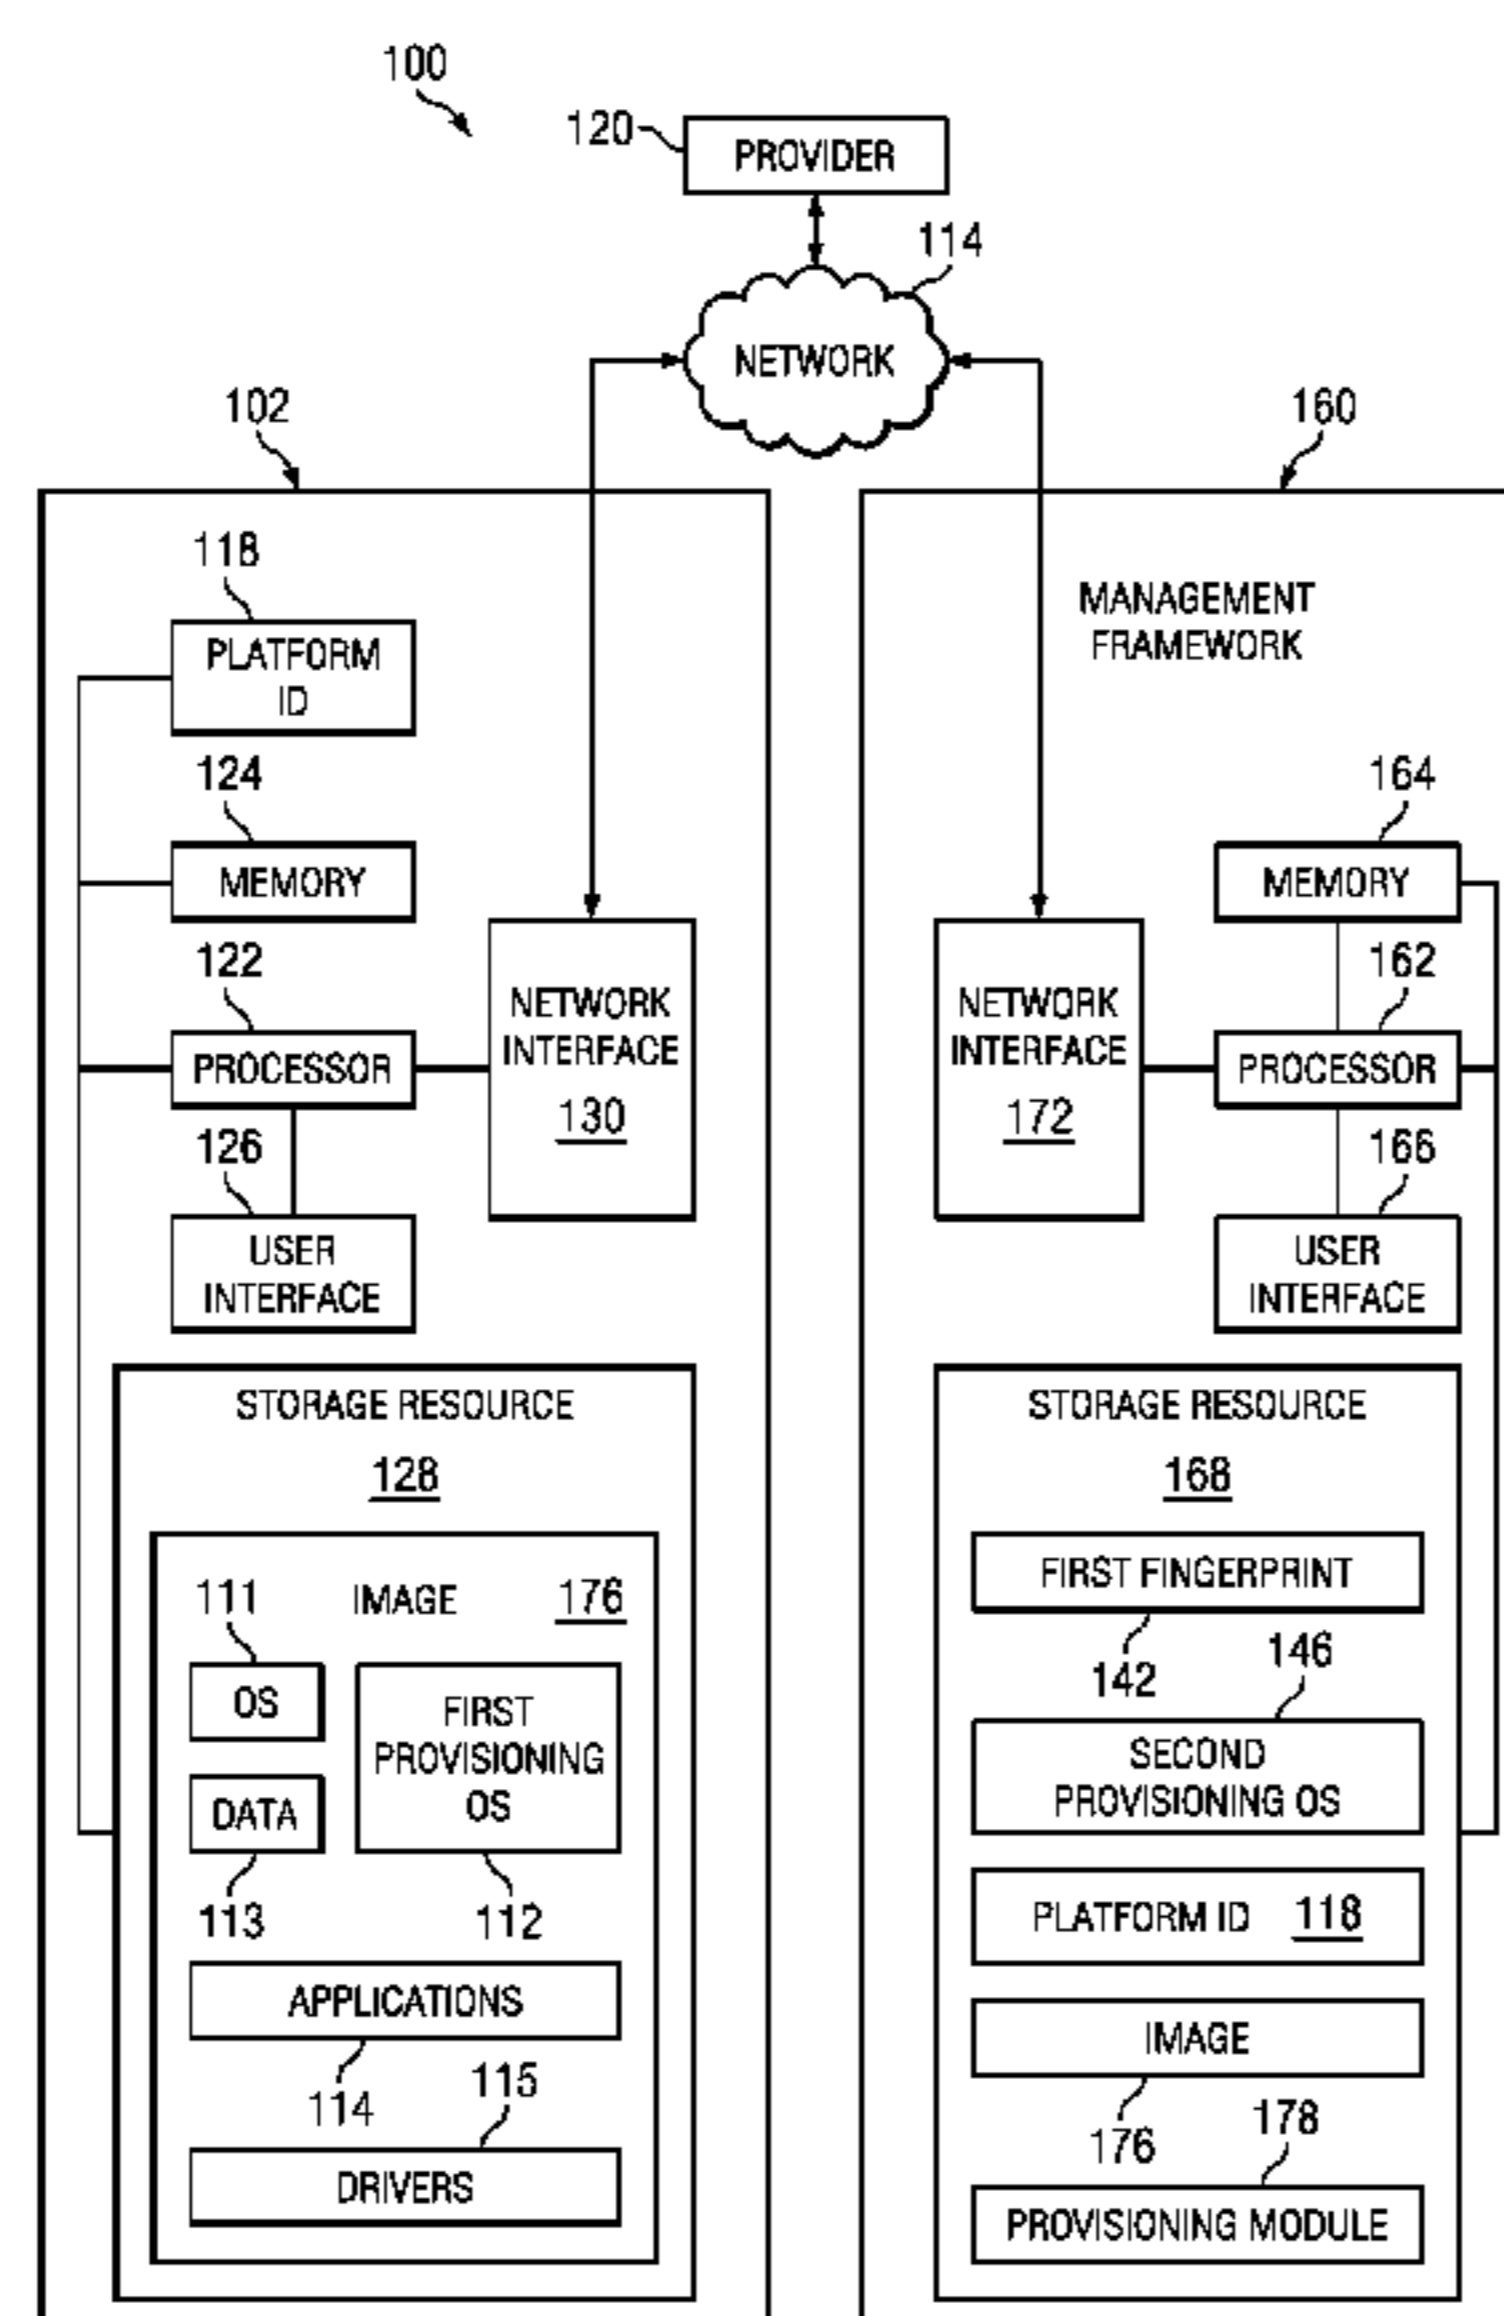 100
120
PROVIDER
114
NETWORK
102
160
118
PLATFORM
ID
MANAGEMENT
FRAMEWORK
124
MEMORY
164
MEMORY
122
PROCESSOR
NETWORK
INTERFACE
130
NETWORK
INTERFACE
172
162
PROCESSOR
126
USER
INTERFACE
166
USER
INTERFACE
STORAGE RESOURCE
128
IMAGE
176
111
OS
FIRST
PROVISIONING
OS
DATA
113
112
APPLICATIONS
114
115
DRIVERS
STORAGE RESOURCE
168
FIRST FINGERPRINT
142
146
SECOND
PROVISIONING OS
PLATFORM ID 118
IMAGE
176
178
PROVISIONING MODULE